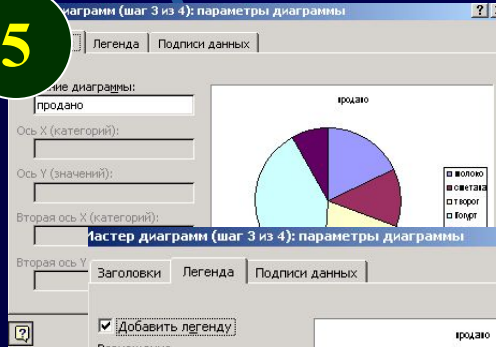 5
иаграмм (шаг 3 из 4): параметры диаграммы
Легенда
Подписи данных
ние диаграммы:
продано
Ось X (категорий):
Ось Y (значений):
Вторая ось X (категорий):
Вторая ось Y
продано
молоко
сметана
творог
йогурт
Мастер диаграмм (шаг 3 из 4): параметры диаграммы
Заголовки
Легенда
Подписи данных
Добавить легенду
продано